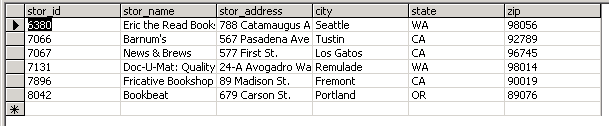 stor_id stor_name stor_address city state zip
6380 Eric the Read Books 788 Catamaugus A Seattle WA 98056
7066 Barnum's 567 Pasadena Ave Tustin CA 92789
7067 News & Brews 577 First St. Los Gatos CA 96745
7131 Doc-U-Mat: Quality 24-A Avogadro Wa Remulade WA 98014
7896 Fricative Bookshop 89 Madison St. Fremont CA 90019
8042 Bookbeat 679 Carson St. Portland OR 89076